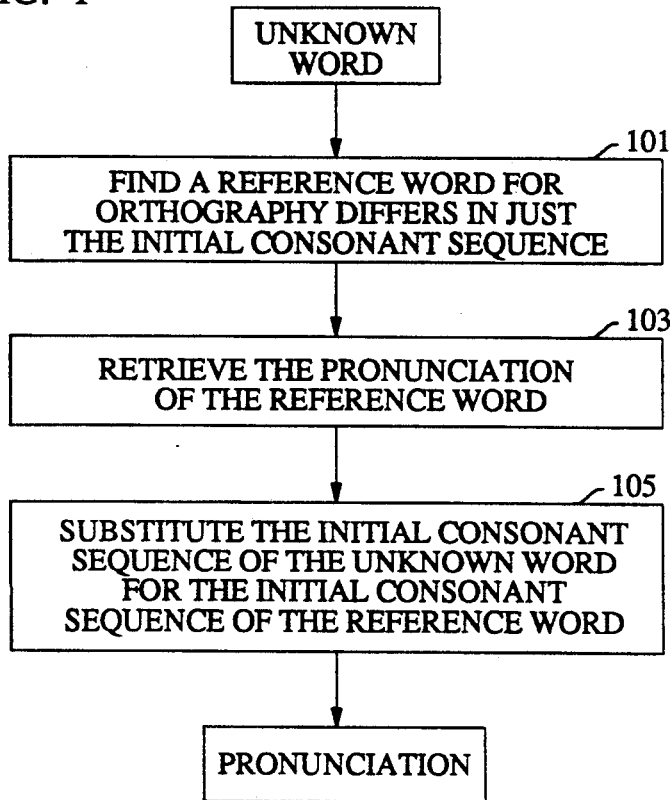 UNKNOWN
WORD
101
FIND A REFERENCE WORD FOR
ORTHOGRAPHY DIFFERS IN JUST
THE INITIAL CONSONANT SEQUENCE
103
RETRIEVE THE PRONUNCIATION
OF THE REFERENCE WORD
105
SUBSTITUTE THE INITIAL CONSONANT
SEQUENCE OF THE UNKNOWN WORD
FOR THE INITIAL CONSONANT
SEQUENCE OF THE REFERENCE WORD
PRONUNCIATION